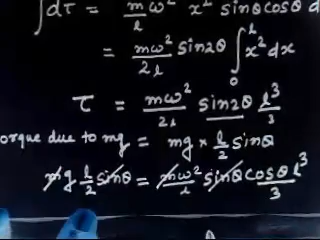 ∫dτ = mω²/l x² sinθcosθ d
= mω²/2l sin2θ ∫₀ˡ x²dx
τ = mω²/2l sin2θ l³/3
orque due to mg = mg × l/2 sinθ
mg l/2 sinθ = mω²/l sinθ cosθ l³/3